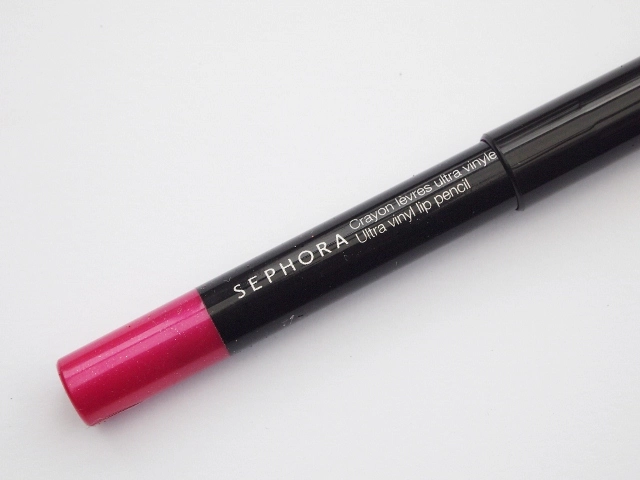 SEPHORA
Crayon lèvres ultra vinyle
Ultra vinyl lip pencil